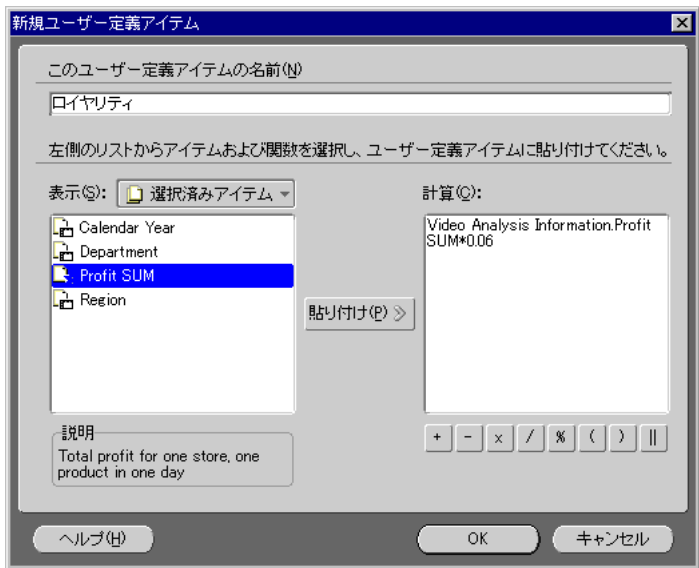 新規ユーザー定義アイテム
このユーザー定義アイテムの名前(N)
ロイヤリティ
左側のリストからアイテムおよび関数を選択し、ユーザー定義アイテムに貼り付けてください。
表示(S): 選択済みアイテム
計算(C):
Calendar Year
Department
Profit SUM
Region
貼り付け(P)
Video Analysis Information.Profit
SUM*0.06
+ - x / % ( ) ||
説明
Total profit for one store, one
product in one day
ヘルプ(H)
OK
キャンセル